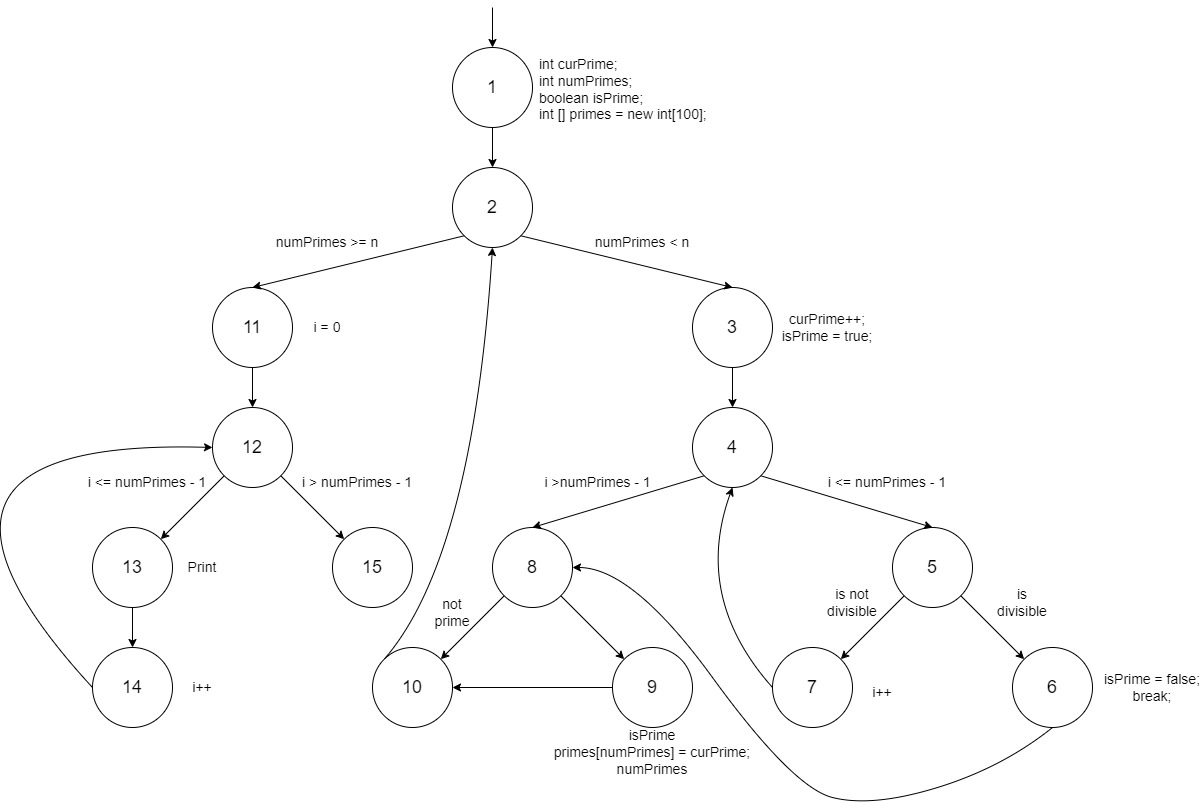 1
int curPrime;
int numPrimes;
boolean isPrime;
int [] primes = new int[100];
2
numPrimes >= n
numPrimes < n
11
i = 0
3
curPrime++;
isPrime = true;
12
4
i <= numPrimes - 1
i > numPrimes - 1
i >numPrimes - 1
i <= numPrimes - 1
13
Print
15
8
5
not
prime
is not
divisible
is
divisible
14
i++
10
9
7
i++
6
isPrime = false;
break;
isPrime
primes[numPrimes] = curPrime;
numPrimes